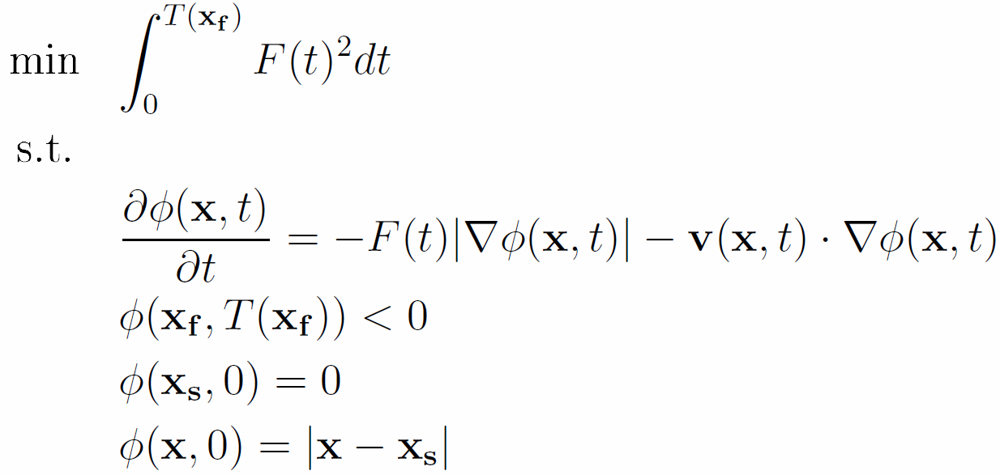 min ∫₀^{T(x_f)} F(t)² dt
s.t.
∂φ(x, t)/∂t = −F(t)|∇φ(x, t)| − v(x, t) · ∇φ(x, t)
φ(x_f, T(x_f)) < 0
φ(x_s, 0) = 0
φ(x, 0) = |x − x_s|